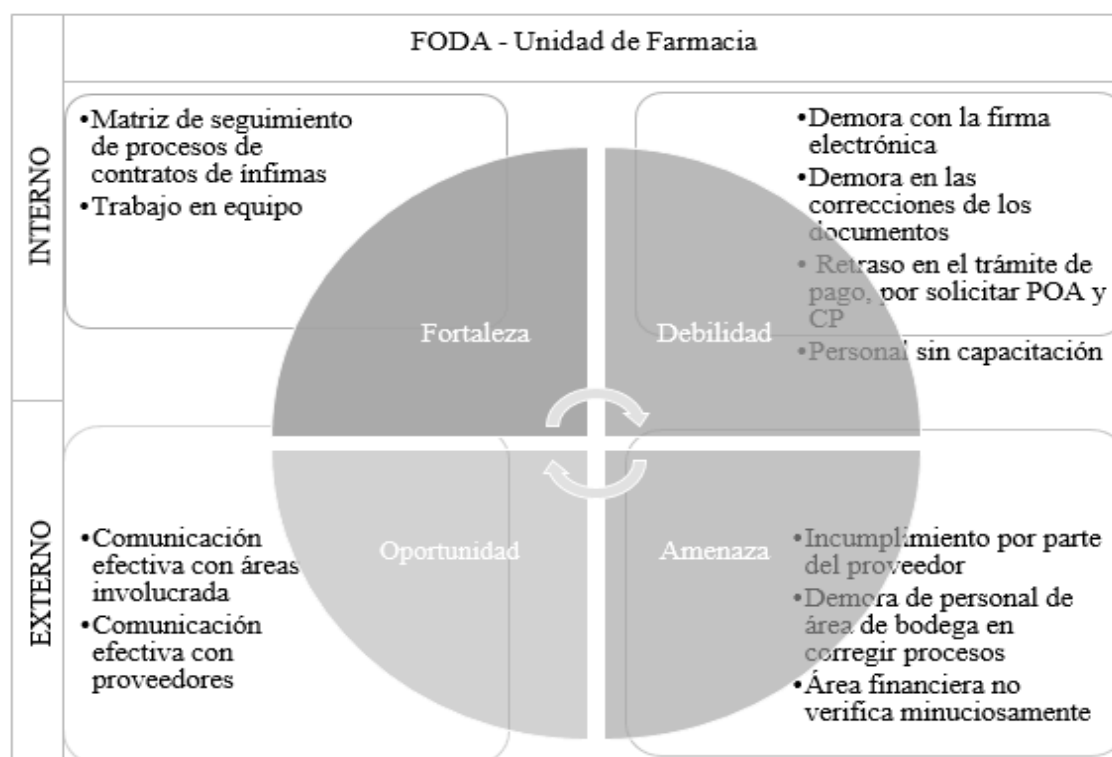 FODA - Unidad de Farmacia
INTERNO
•Matriz de seguimiento
de procesos de
contratos de ínfimas
•Trabajo en equipo
•Demora con la firma
electrónica
•Demora en las
correcciones de los
documentos
• Retraso en el trámite de
pago, por solicitar POA y
CP
•Personal sin capacitación
Fortaleza
Debilidad
EXTERNO
•Comunicación
efectiva con áreas
involucrada
•Comunicación
efectiva con
proveedores
Oportunidad
Amenaza
•Incumplimiento por parte
del proveedor
•Demora de personal de
área de bodega en
corregir procesos
•Área financiera no
verifica minuciosamente